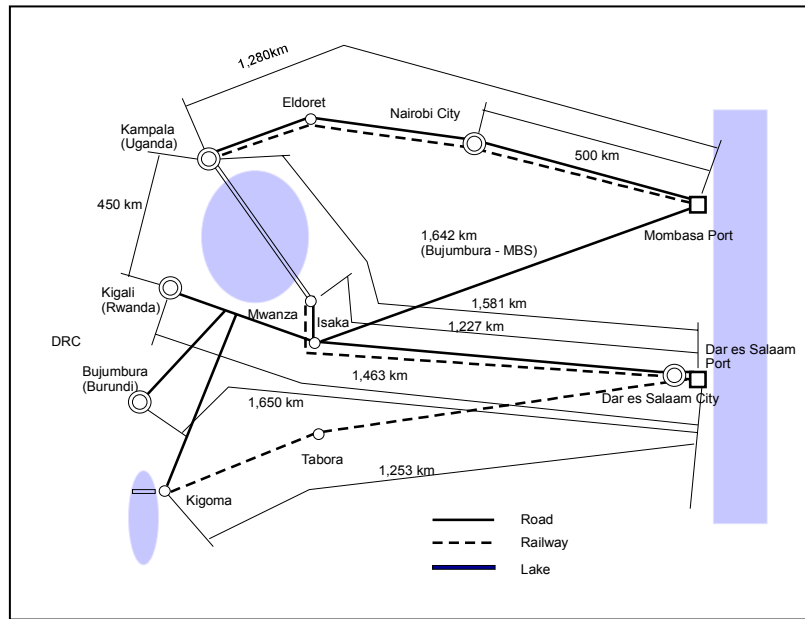 1,280km
Eldoret
Nairobi City
Kampala
(Uganda)
500 km
450 km
1,642 km
(Bujumbura - MBS)
Mombasa Port
Kigali
(Rwanda)
Mwanza
Isaka
1,581 km
1,227 km
DRC
Dar es Salaam
Port
Bujumbura
(Burundi)
1,463 km
1,650 km
Dar es Salaam City
Tabora
1,253 km
Kigoma
Road
Railway
Lake